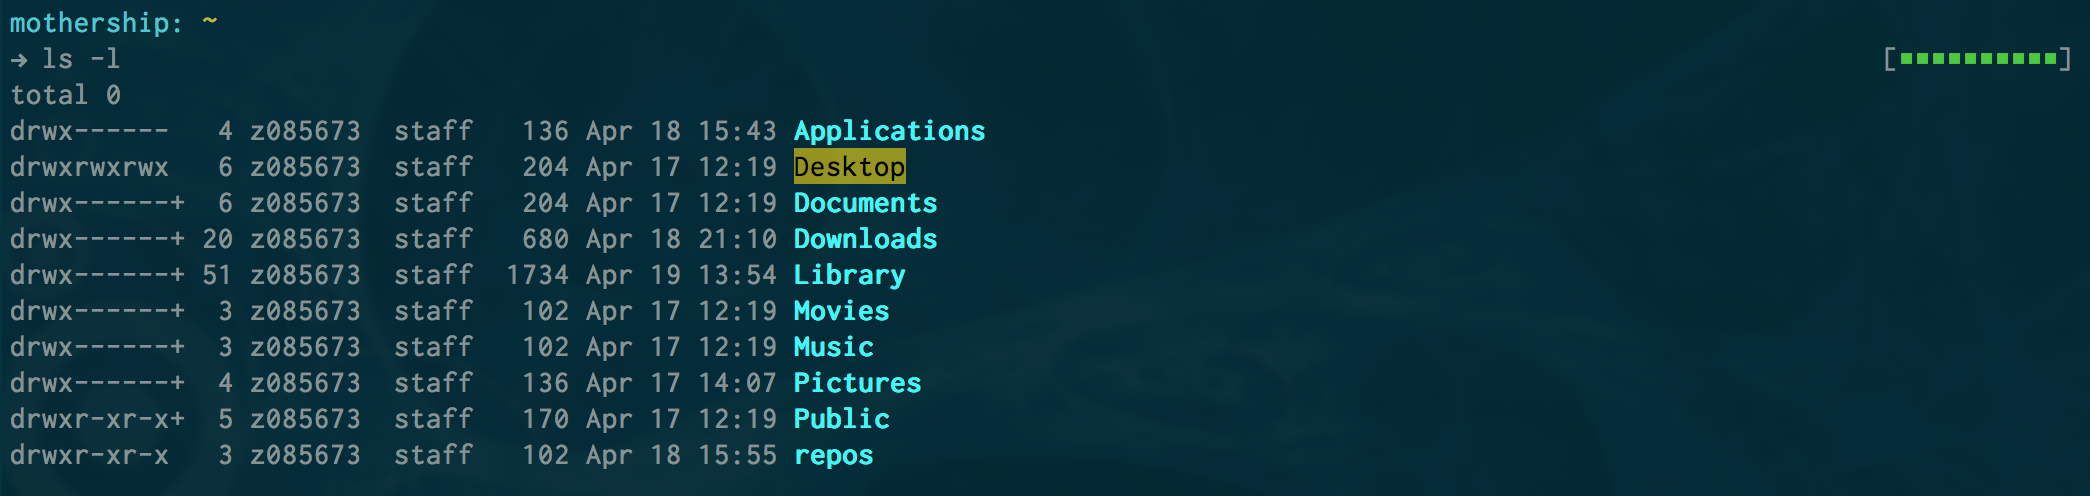 mothership: ~
→ ls -l [▪▪▪▪▪▪▪▪▪▪]
total 0
drwx------   4 z085673  staff   136 Apr 18 15:43 Applications
drwxrwxrwx   6 z085673  staff   204 Apr 17 12:19 Desktop
drwx------+  6 z085673  staff   204 Apr 17 12:19 Documents
drwx------+ 20 z085673  staff   680 Apr 18 21:10 Downloads
drwx------+ 51 z085673  staff  1734 Apr 19 13:54 Library
drwx------+  3 z085673  staff   102 Apr 17 12:19 Movies
drwx------+  3 z085673  staff   102 Apr 17 12:19 Music
drwx------+  4 z085673  staff   136 Apr 17 14:07 Pictures
drwxr-xr-x+  5 z085673  staff   170 Apr 17 12:19 Public
drwxr-xr-x   3 z085673  staff   102 Apr 18 15:55 repos